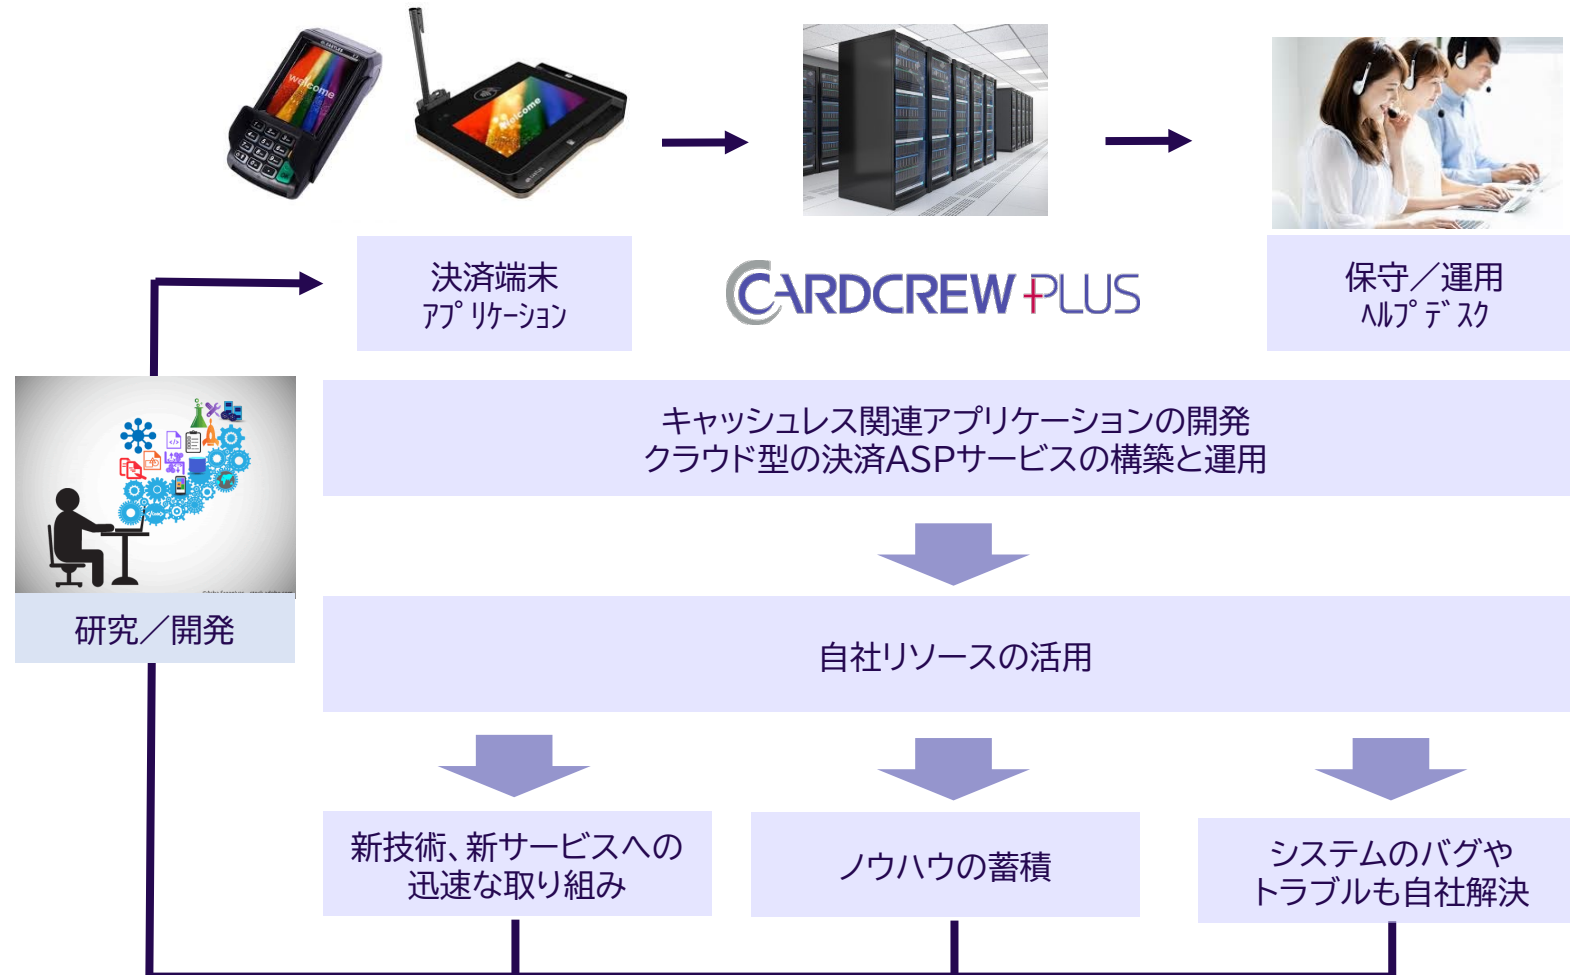 welcome
welcome
決済端末
ｱﾌﾟﾘｹｰｼｮﾝ
CARDCREW PLUS
保守／運用
ﾍﾙﾌﾟﾃﾞｽｸ
キャッシュレス関連アプリケーションの開発
クラウド型の決済ASPサービスの構築と運用
研究／開発
自社リソースの活用
新技術、新サービスへの
迅速な取り組み
ノウハウの蓄積
システムのバグや
トラブルも自社解決